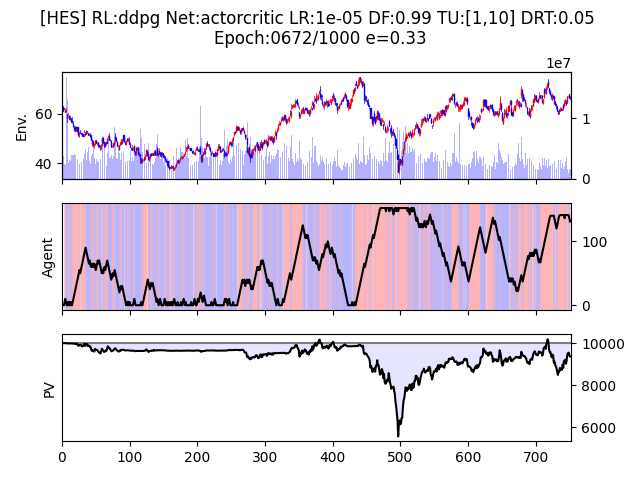 [HES] RL:ddpg Net:actorcritic LR:1e-05 DF:0.99 TU:[1,10] DRT:0.05
Epoch:0672/1000 e=0.33
1e7
Env.
60
40
1
0
Agent
100
0
PV
10000
8000
6000
0 100 200 300 400 500 600 700